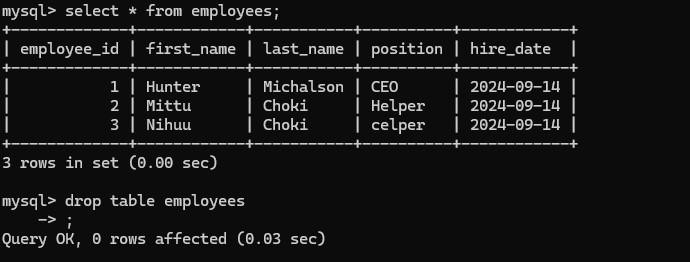 mysql> select * from employees;
+-------------+------------+-----------+----------+------------+
| employee_id | first_name | last_name | position | hire_date  |
+-------------+------------+-----------+----------+------------+
|           1 | Hunter     | Michalson | CEO      | 2024-09-14 |
|           2 | Mittu      | Choki     | Helper   | 2024-09-14 |
|           3 | Nihuu      | Choki     | celper   | 2024-09-14 |
+-------------+------------+-----------+----------+------------+
3 rows in set (0.00 sec)
mysql> drop table employees
    -> ;
Query OK, 0 rows affected (0.03 sec)